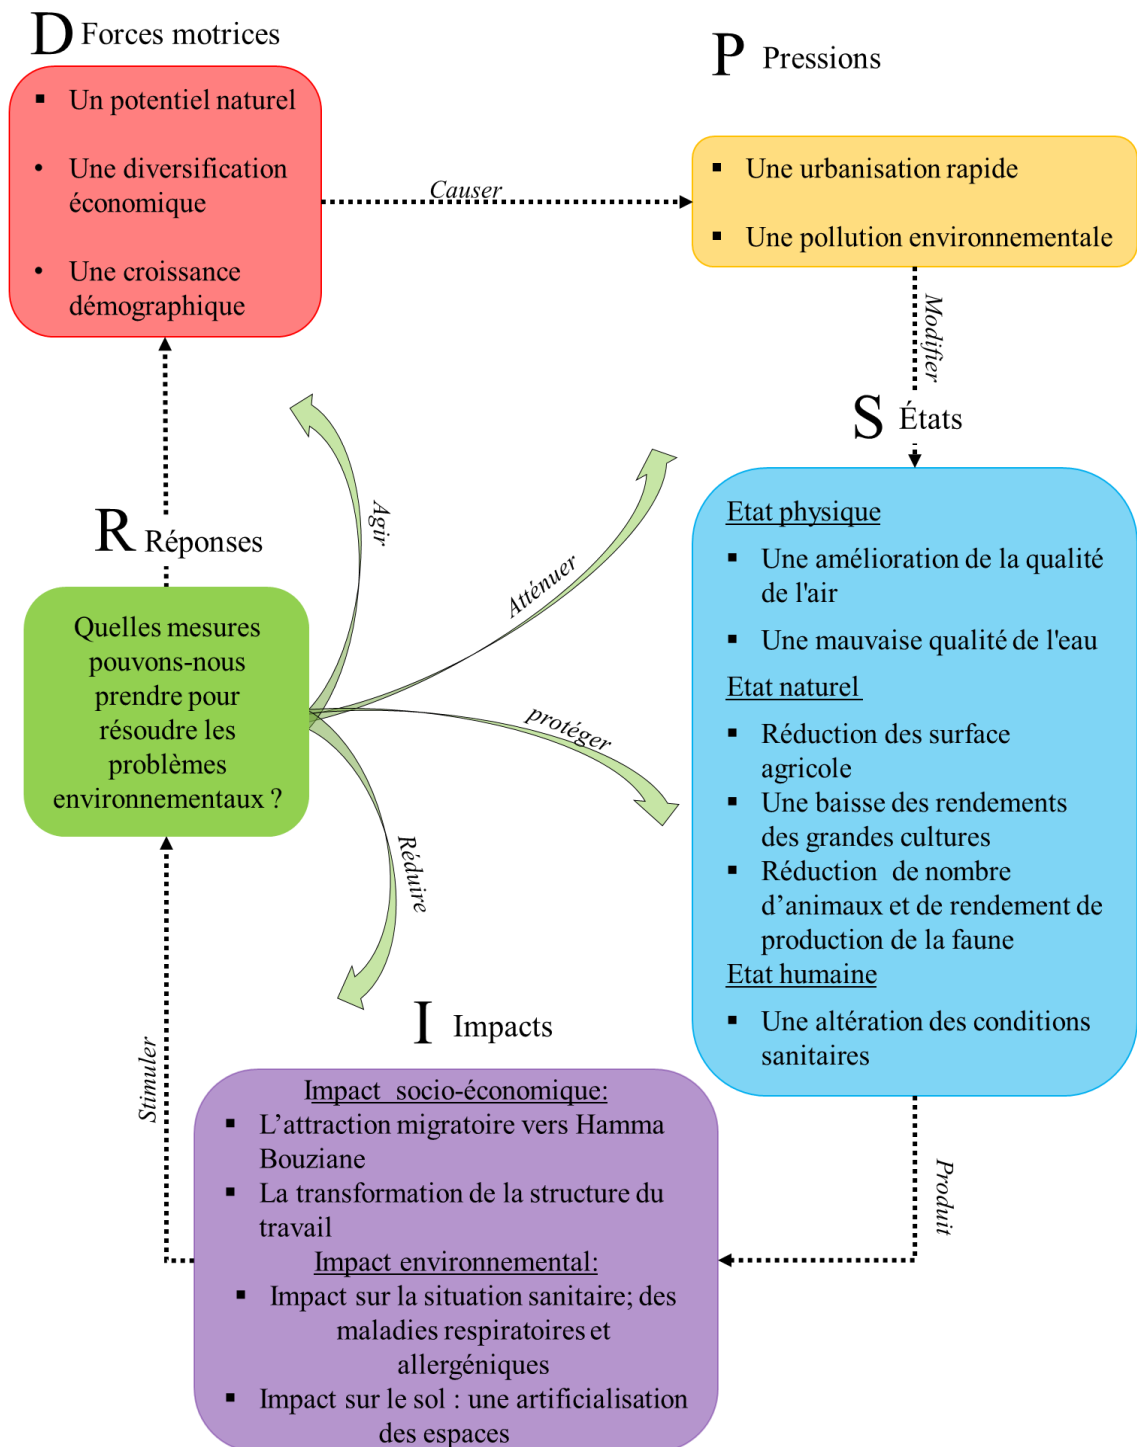 D Forces motrices
▪ Un potentiel naturel
• Une diversification
économique
• Une croissance
démographique
Causer
P Pressions
▪ Une urbanisation rapide
▪ Une pollution environnementale
Modifier
S États
Etat physique
▪ Une amélioration de la qualité
de l'air
▪ Une mauvaise qualité de l'eau
Etat naturel
▪ Réduction des surface
agricole
▪ Une baisse des rendements
des grandes cultures
▪ Réduction de nombre
d’animaux et de rendement de
production de la faune
Etat humaine
▪ Une altération des conditions
sanitaires
Produit
I Impacts
Impact socio-économique:
▪ L’attraction migratoire vers Hamma
Bouziane
▪ La transformation de la structure du
travail
Impact environnemental:
▪ Impact sur la situation sanitaire; des
maladies respiratoires et
allergéniques
▪ Impact sur le sol : une artificialisation
des espaces
Stimuler
R Réponses
Quelles mesures
pouvons-nous
prendre pour
résoudre les
problèmes
environnementaux ?
Agir
Atténuer
protéger
Réduire